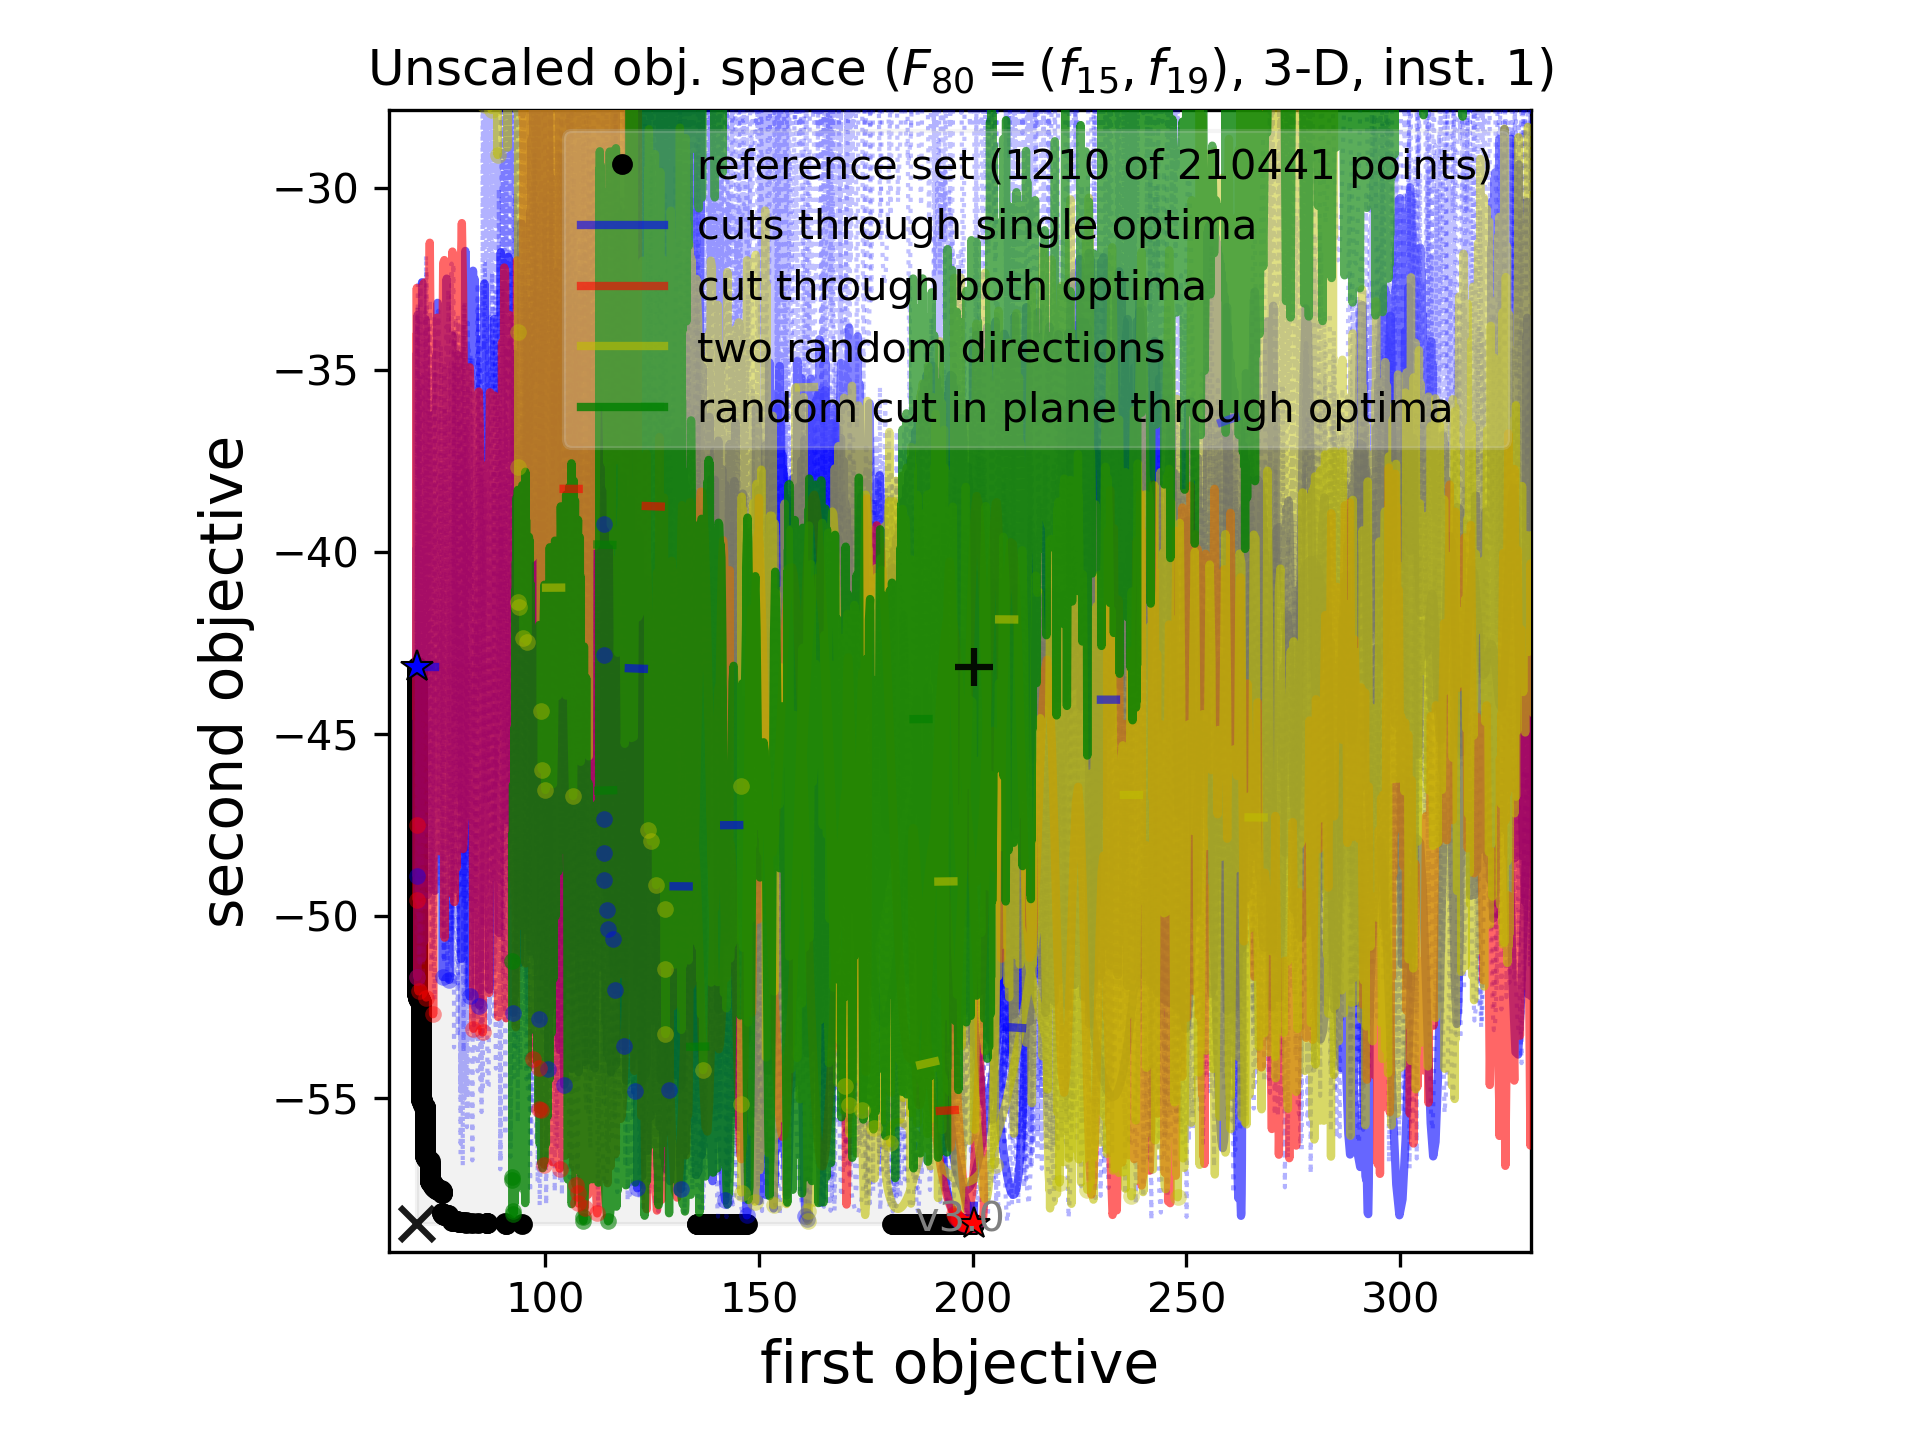 Unscaled obj. space (F80 = (f15, f19), 3-D, inst. 1)
reference set (1210 of 210441 points)
cuts through single optima
cut through both optima
two random directions
random cut in plane through optima
second objective
−30
−35
−40
−45
−50
−55
v3.0
100 150 200 250 300
first objective